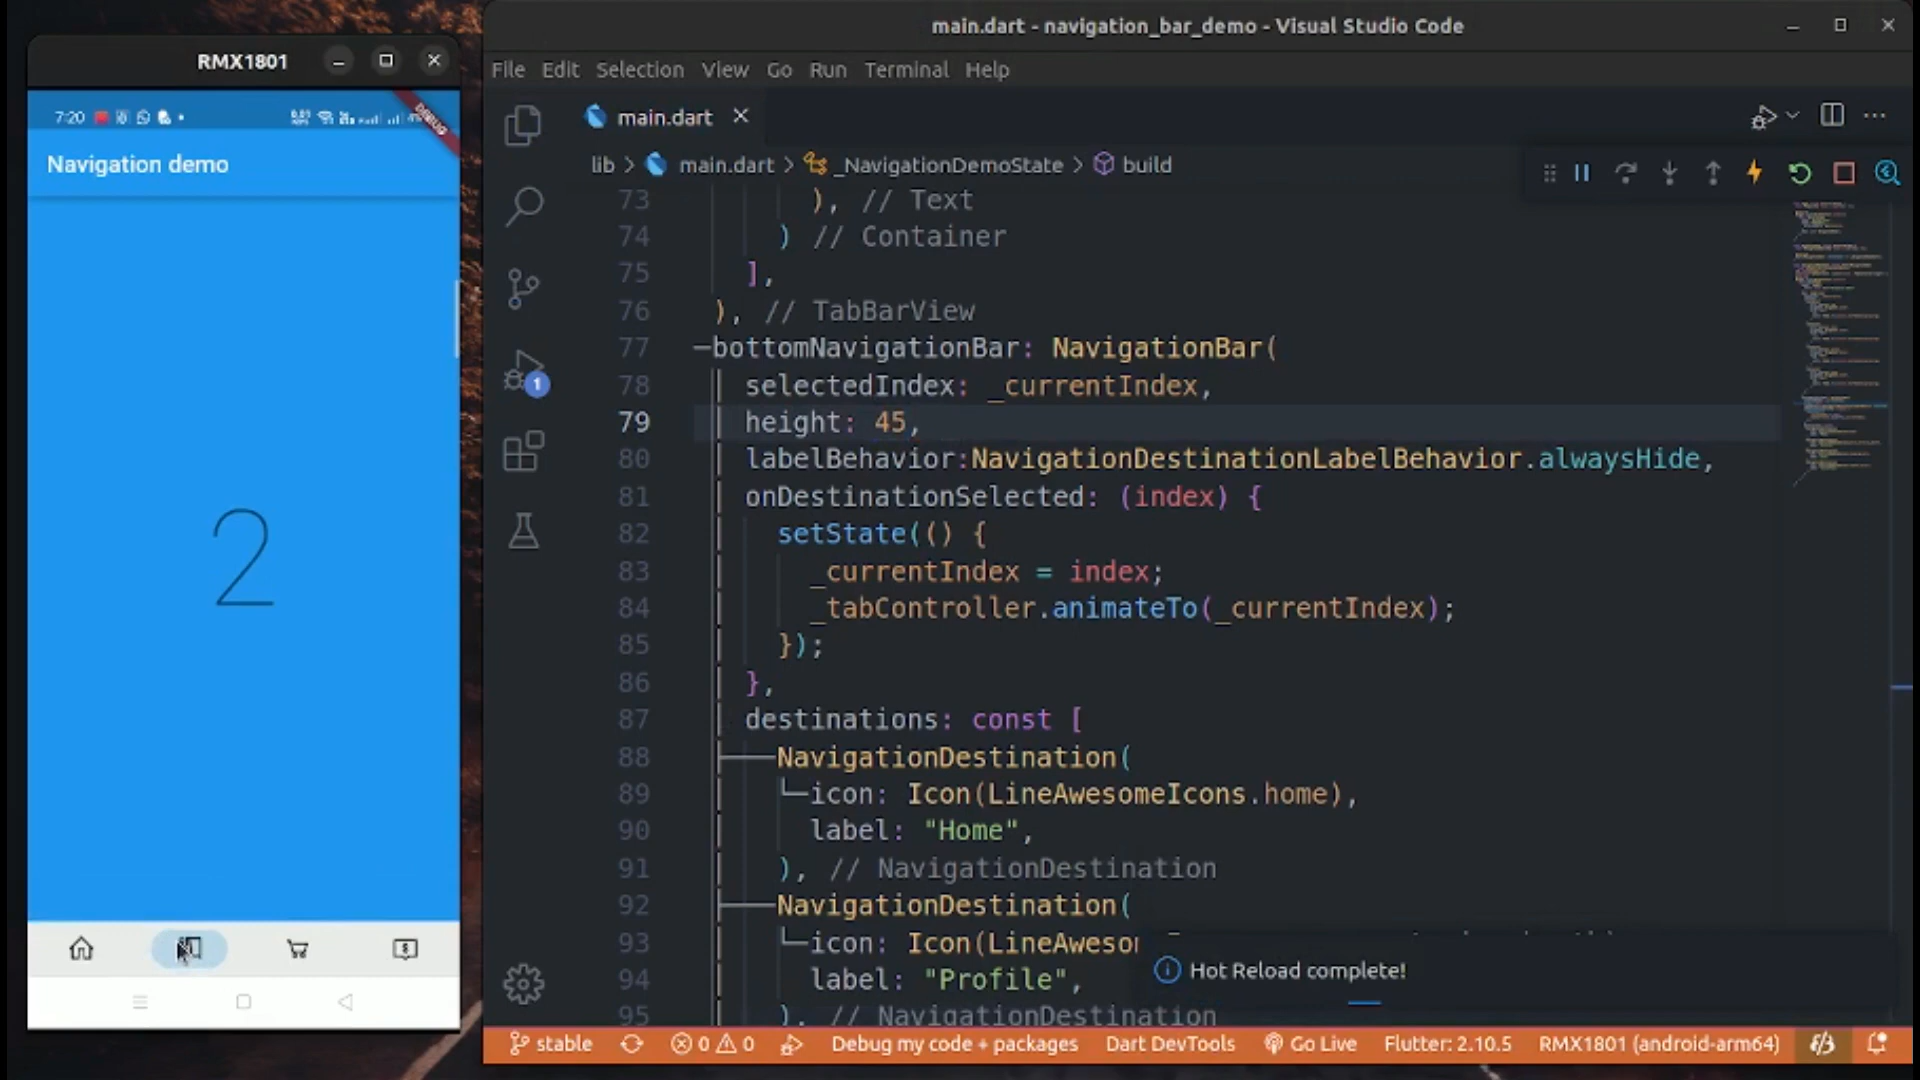 RMX1801
7:20
DEBUG
Navigation demo
2
main.dart - navigation_bar_demo - Visual Studio Code
File Edit Selection View Go Run Terminal Help
main.dart
lib > main.dart > _NavigationDemoState > build
1
73 ), // Text
74 ) // Container
75 ],
76 ), // TabBarView
77 bottomNavigationBar: NavigationBar(
78 selectedIndex: _currentIndex,
79 height: 45,
80 labelBehavior:NavigationDestinationLabelBehavior.alwaysHide,
81 onDestinationSelected: (index) {
82 setState(() {
83 _currentIndex = index;
84 _tabController.animateTo(_currentIndex);
85 });
86 },
87 destinations: const [
88 NavigationDestination(
89 icon: Icon(LineAwesomeIcons.home),
90 label: "Home",
91 ), // NavigationDestination
92 NavigationDestination(
93 icon: Icon(LineAweso
94 label: "Profile",
95 ), // NavigationDestination
Hot Reload complete!
stable 0 0 Debug my code + packages Dart DevTools Go Live Flutter: 2.10.5 RMX1801 (android-arm64)